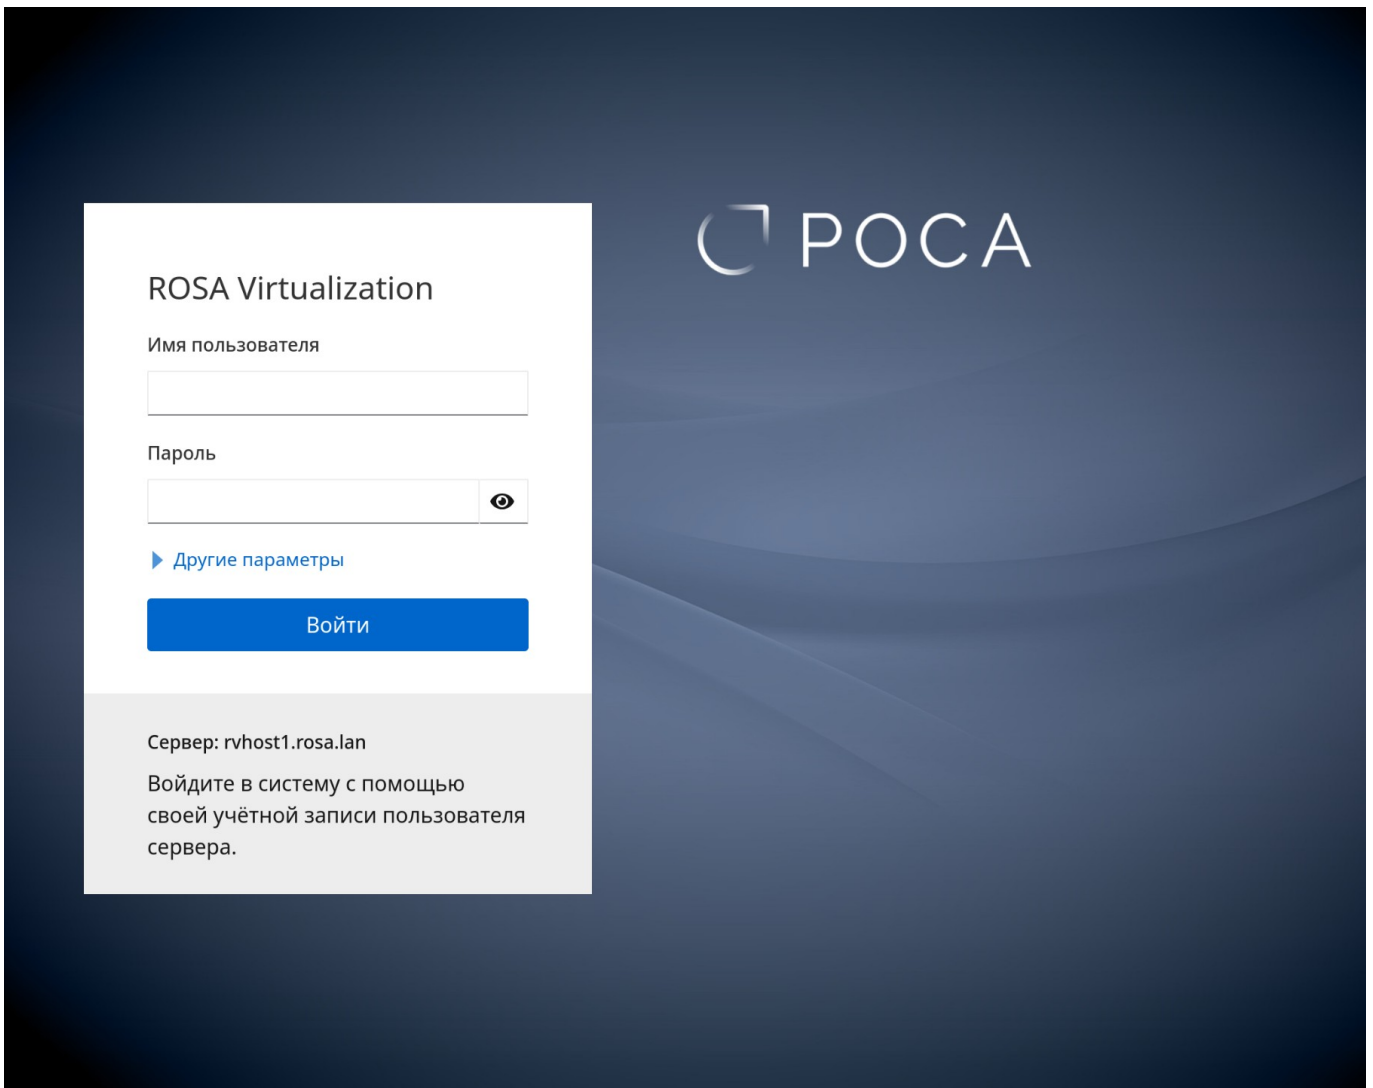 РОСА
ROSA Virtualization
Имя пользователя
Пароль
Другие параметры
Войти
Сервер: rvhost1.rosa.lan
Войдите в систему с помощью
своей учётной записи пользователя
сервера.